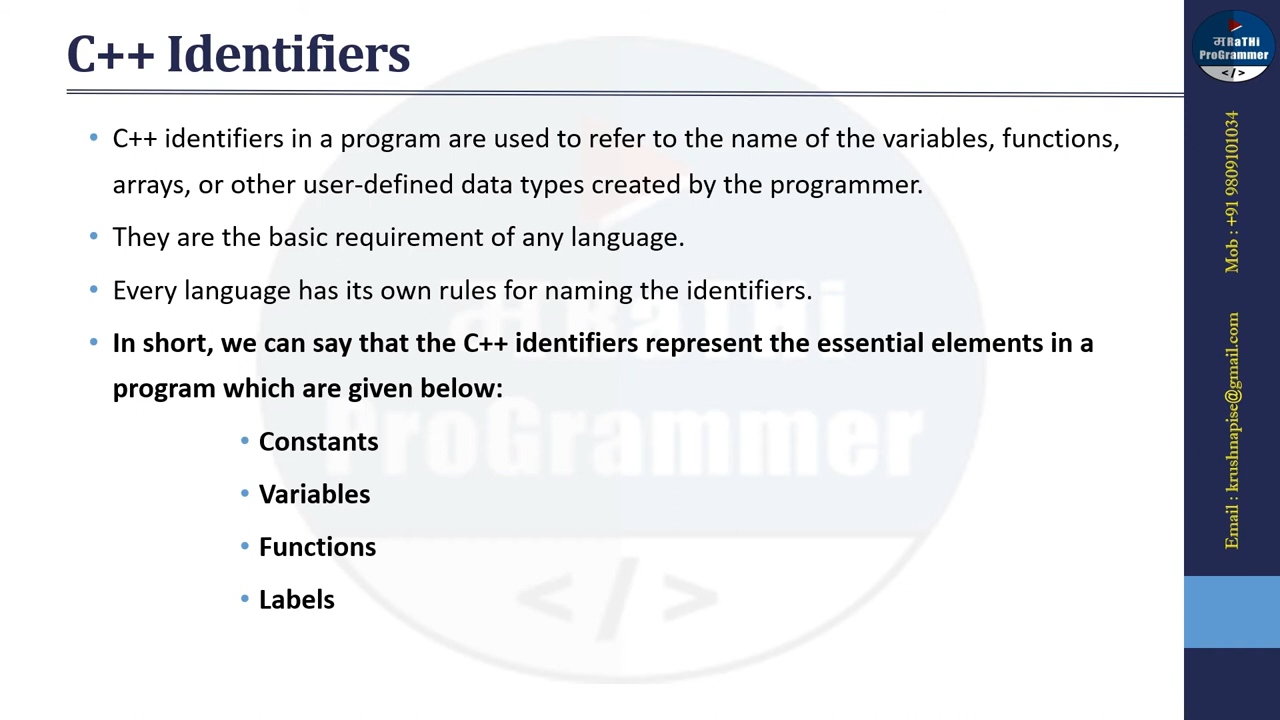 C++ Identifiers
• C++ identifiers in a program are used to refer to the name of the variables, functions,
arrays, or other user-defined data types created by the programmer.
• They are the basic requirement of any language.
• Every language has its own rules for naming the identifiers.
• In short, we can say that the C++ identifiers represent the essential elements in a
program which are given below:
• Constants
• Variables
• Functions
• Labels
मRaTHi
ProGrammer
</>
Mob : +91 9809101034
Email : krushnapise@gmail.com
मRaTHi
ProGrammer
</>